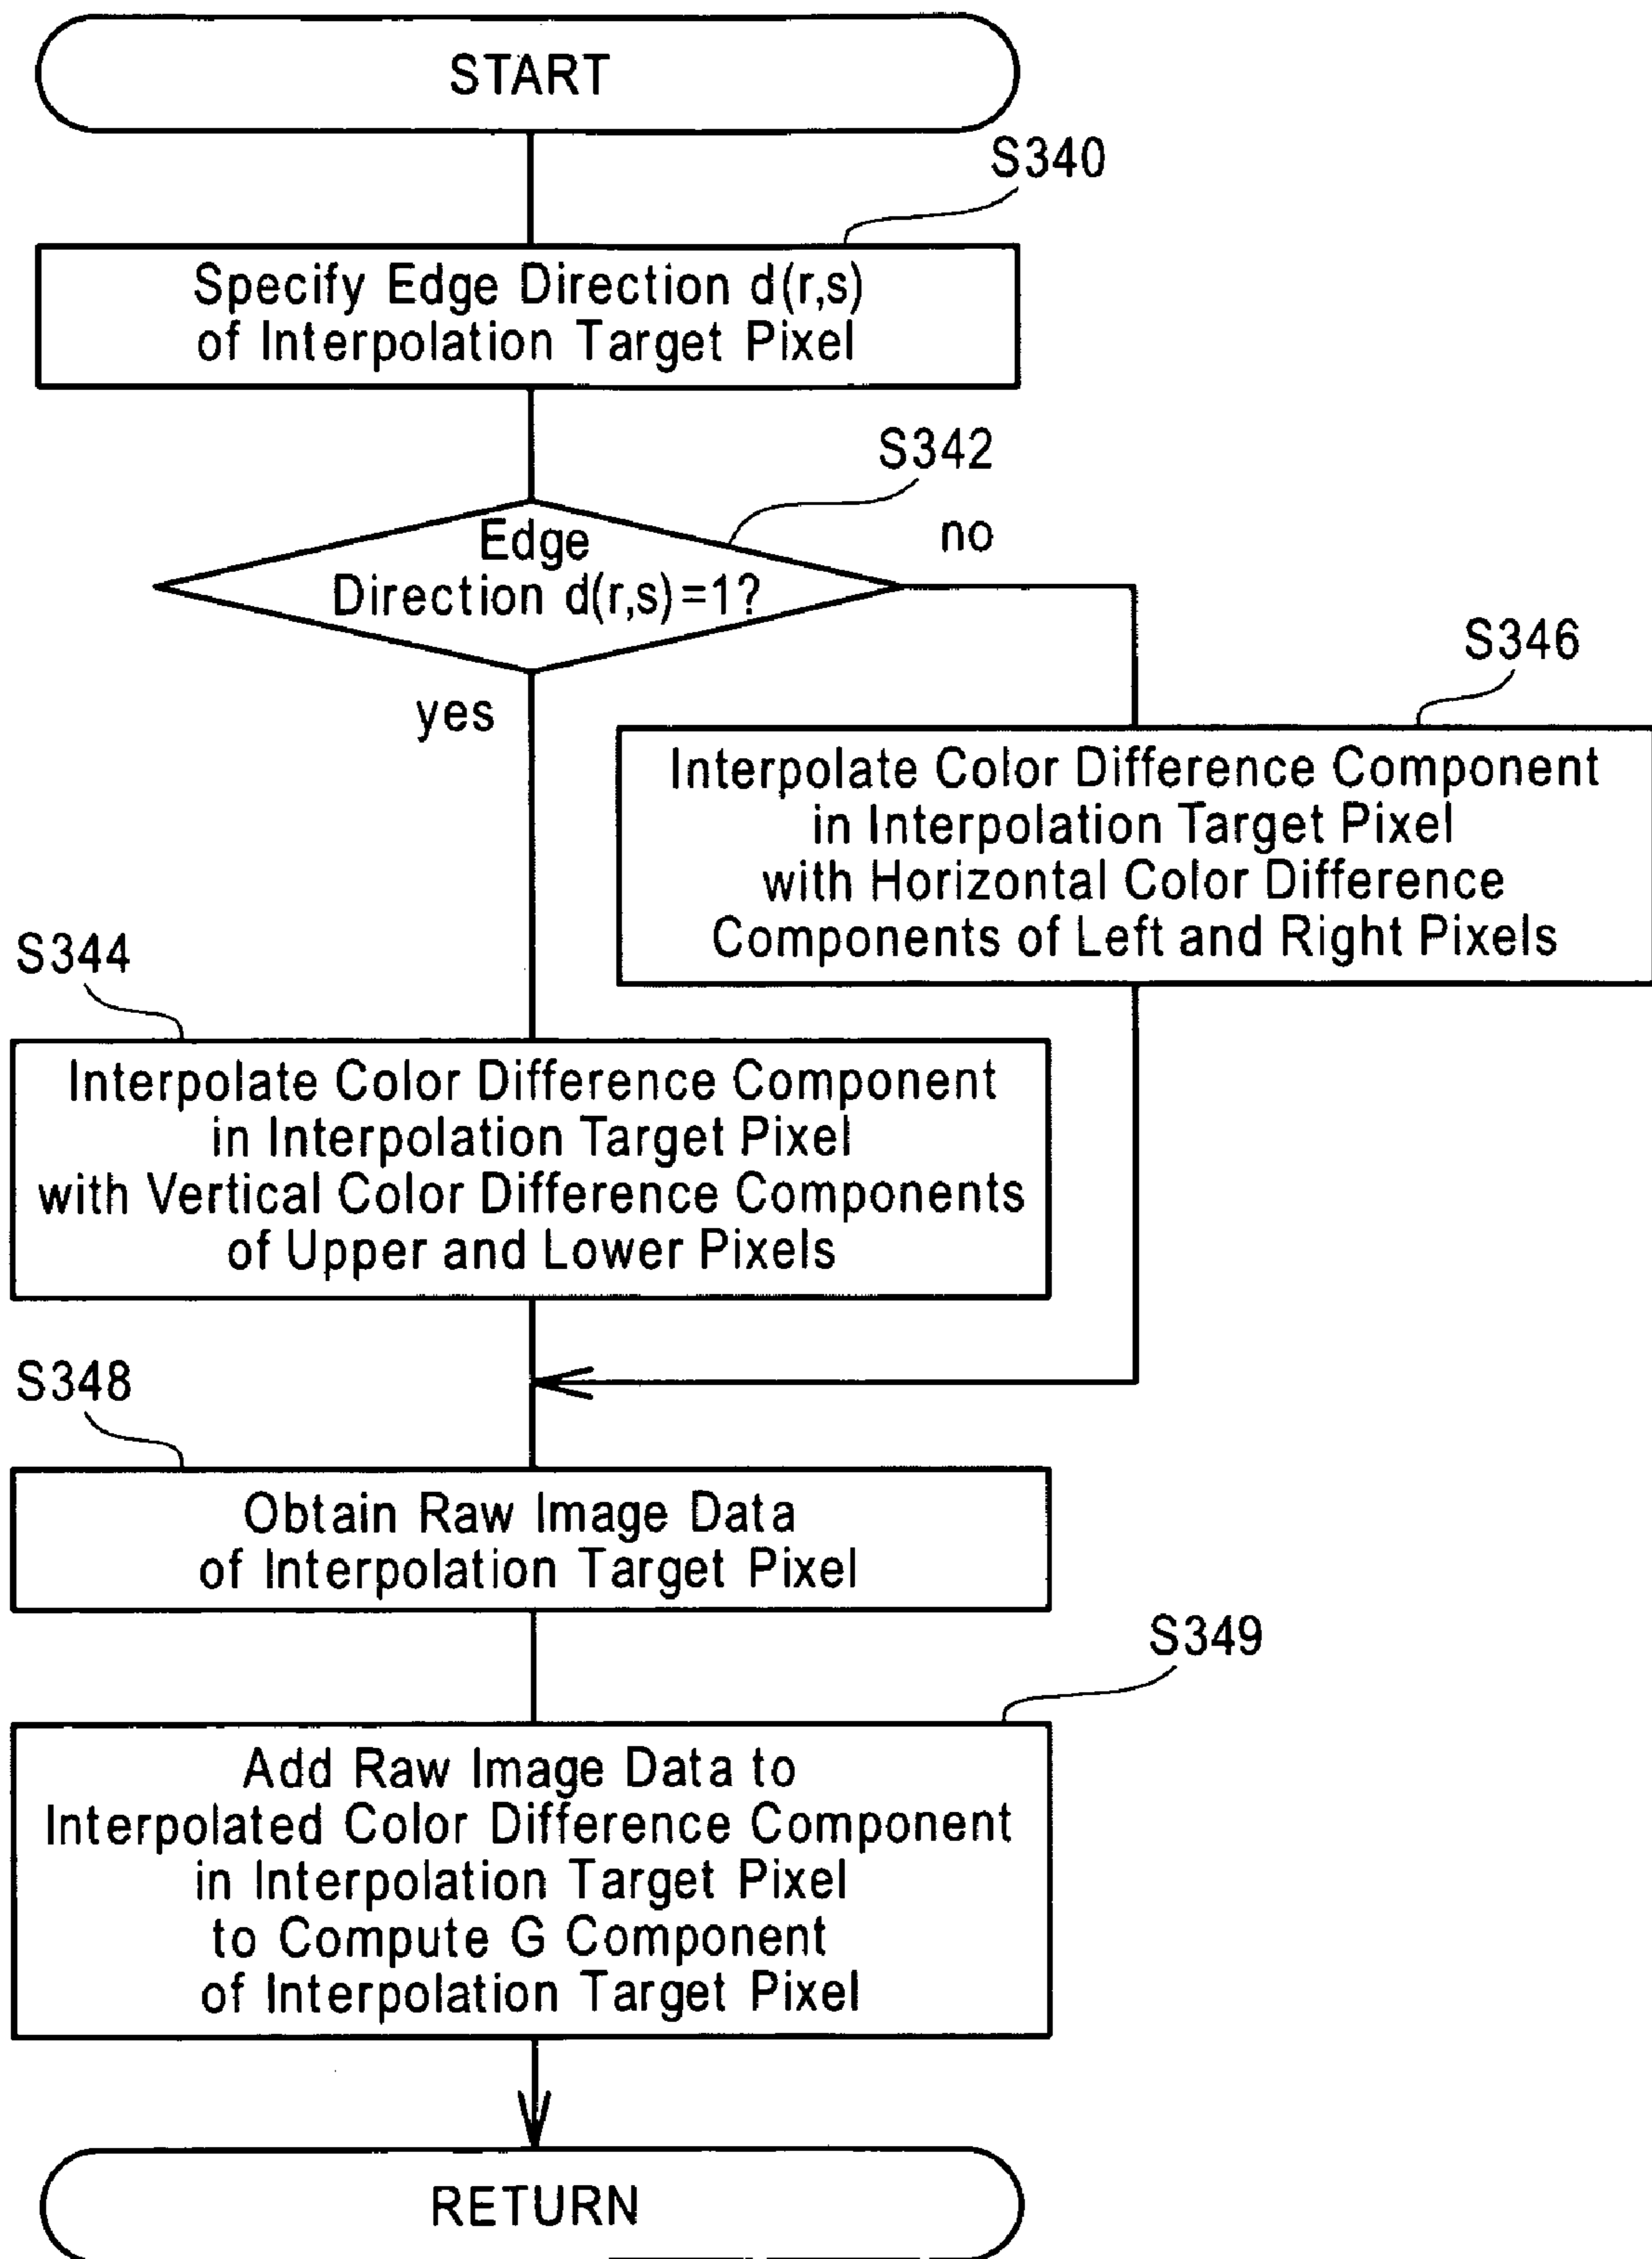 START
S340
Specify Edge Direction d(r,s)
of Interpolation Target Pixel
S342
Edge
Direction d(r,s)=1?
no
yes
S346
Interpolate Color Difference Component
in Interpolation Target Pixel
with Horizontal Color Difference
Components of Left and Right Pixels
S344
Interpolate Color Difference Component
in Interpolation Target Pixel
with Vertical Color Difference Components
of Upper and Lower Pixels
S348
Obtain Raw Image Data
of Interpolation Target Pixel
S349
Add Raw Image Data to
Interpolated Color Difference Component
in Interpolation Target Pixel
to Compute G Component
of Interpolation Target Pixel
RETURN